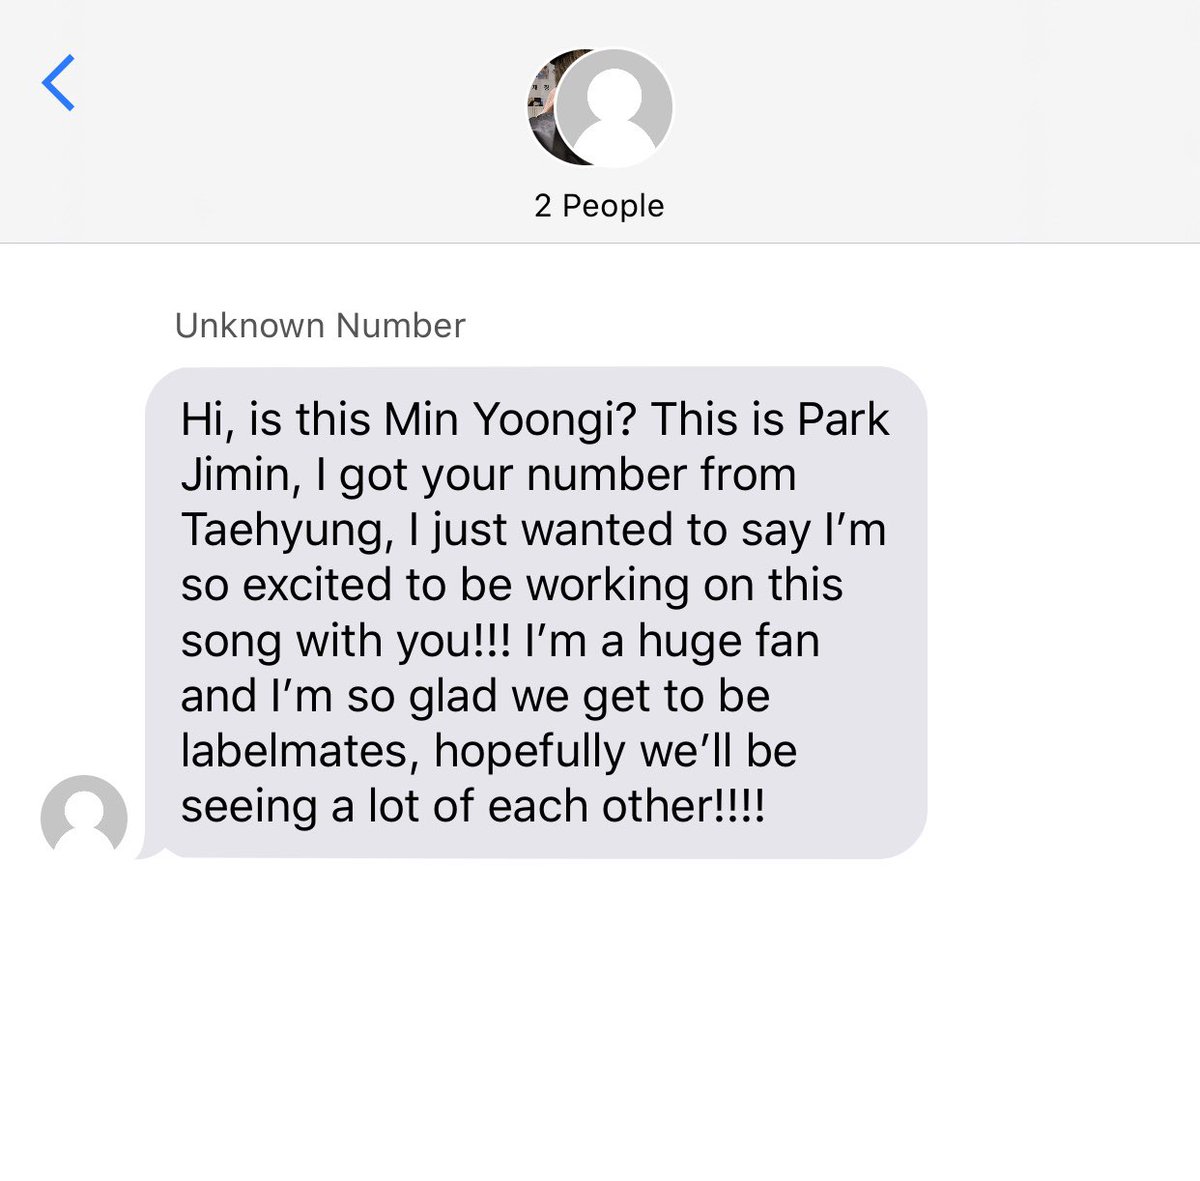 2 People
Unknown Number
Hi, is this Min Yoongi? This is Park
Jimin, I got your number from
Taehyung, I just wanted to say I’m
so excited to be working on this
song with you!!! I’m a huge fan
and I’m so glad we get to be
labelmates, hopefully we’ll be
seeing a lot of each other!!!!